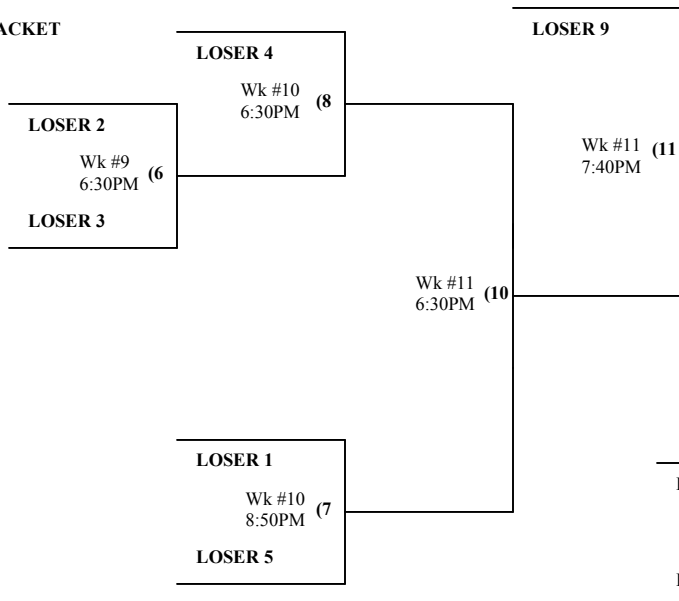 ACKET
LOSER 9
LOSER 4
Wk #10
6:30PM (8
LOSER 2
Wk #9
6:30PM (6
LOSER 3
Wk #11
7:40PM (11
Wk #11
6:30PM (10
LOSER 1
Wk #10
8:50PM (7
LOSER 5